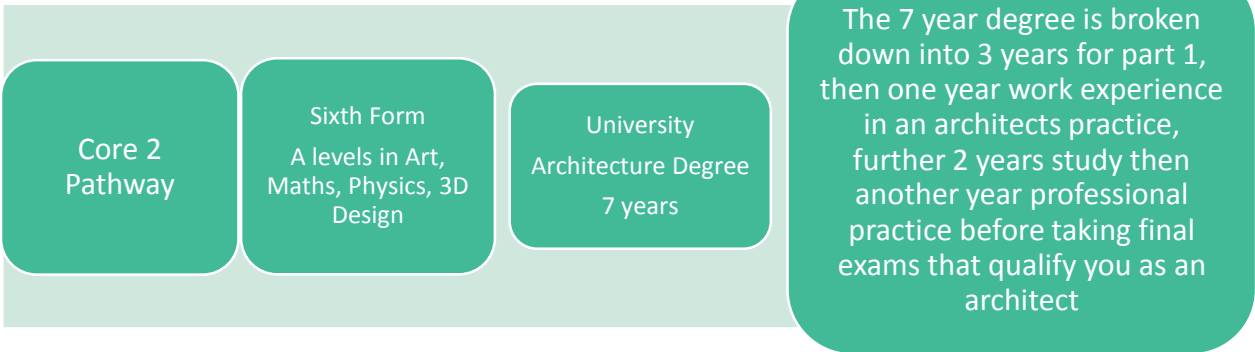 Core 2
Pathway
Sixth Form
A levels in Art,
Maths, Physics, 3D
Design
University
Architecture Degree
7 years
The 7 year degree is broken
down into 3 years for part 1,
then one year work experience
in an architects practice,
further 2 years study then
another year professional
practice before taking final
exams that qualify you as an
architect